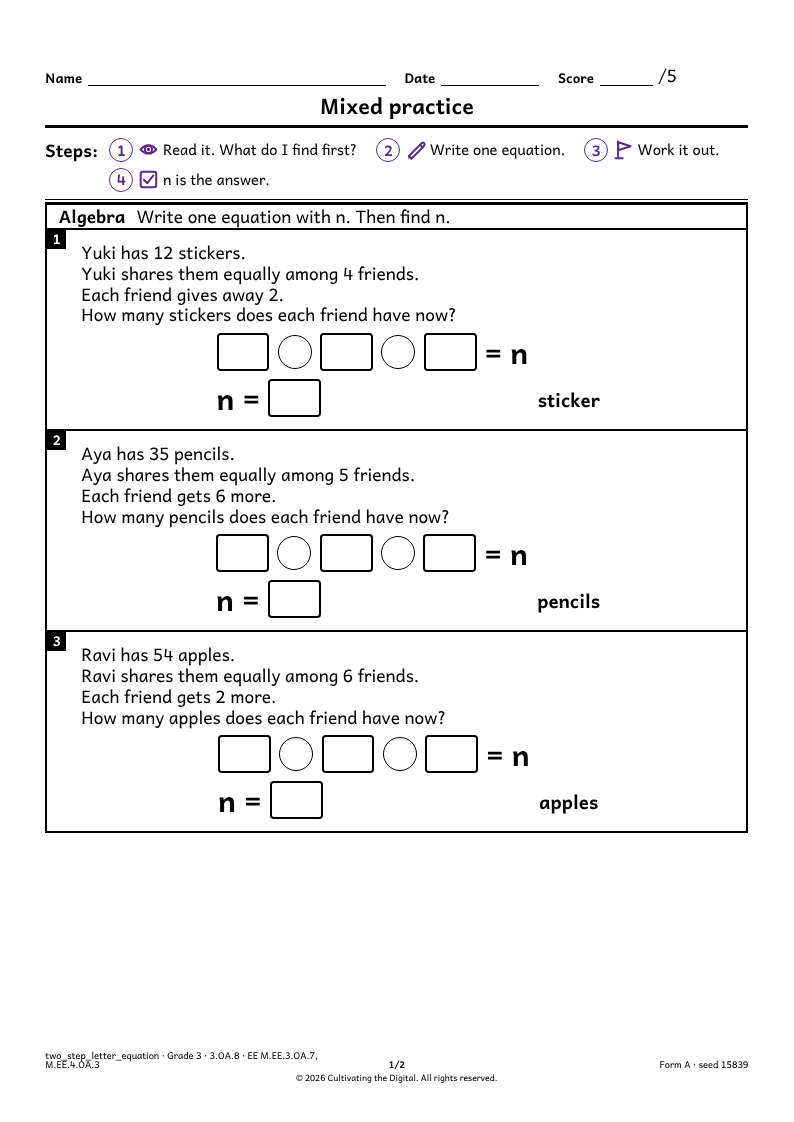 Name Date Score /5
Mixed practice
Steps: 1 Read it. What do I find first? 2 Write one equation. 3 Work it out.
4 n is the answer.
Algebra Write one equation with n. Then find n.
1
Yuki has 12 stickers.
Yuki shares them equally among 4 friends.
Each friend gives away 2.
How many stickers does each friend have now?
= n
n = sticker
2
Aya has 35 pencils.
Aya shares them equally among 5 friends.
Each friend gets 6 more.
How many pencils does each friend have now?
= n
n = pencils
3
Ravi has 54 apples.
Ravi shares them equally among 6 friends.
Each friend gets 2 more.
How many apples does each friend have now?
= n
n = apples
two_step_letter_equation · Grade 3 · 3.OA.8 · EE M.EE.3.OA.7,
M.EE.4.OA.3 1/2 Form A · seed 15839
© 2026 Cultivating the Digital. All rights reserved.